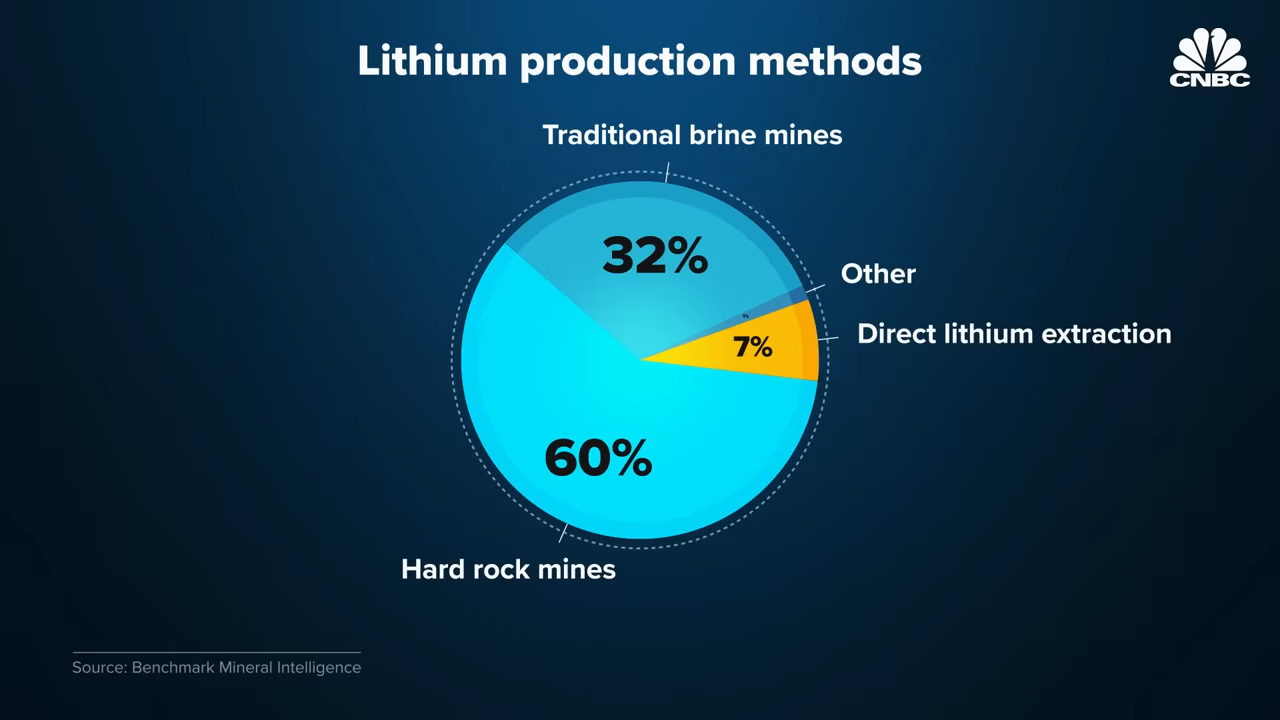 Lithium production methods
CNBC
Traditional brine mines
32%
Other
Direct lithium extraction
7%
60%
Hard rock mines
Source: Benchmark Mineral Intelligence